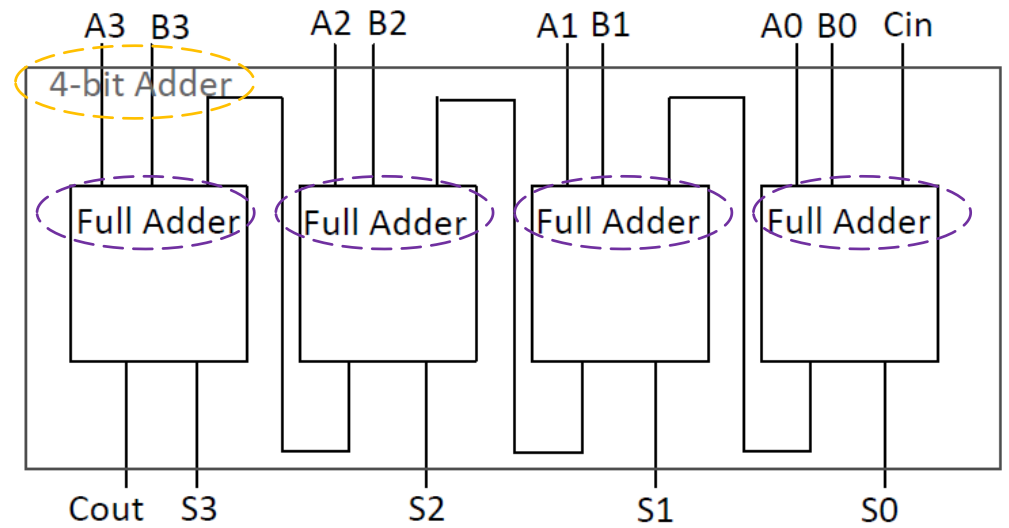 A3 B3 A2 B2 A1 B1 A0 B0 Cin
4-bit Adder
Full Adder Full Adder Full Adder Full Adder
Cout S3 S2 S1 S0